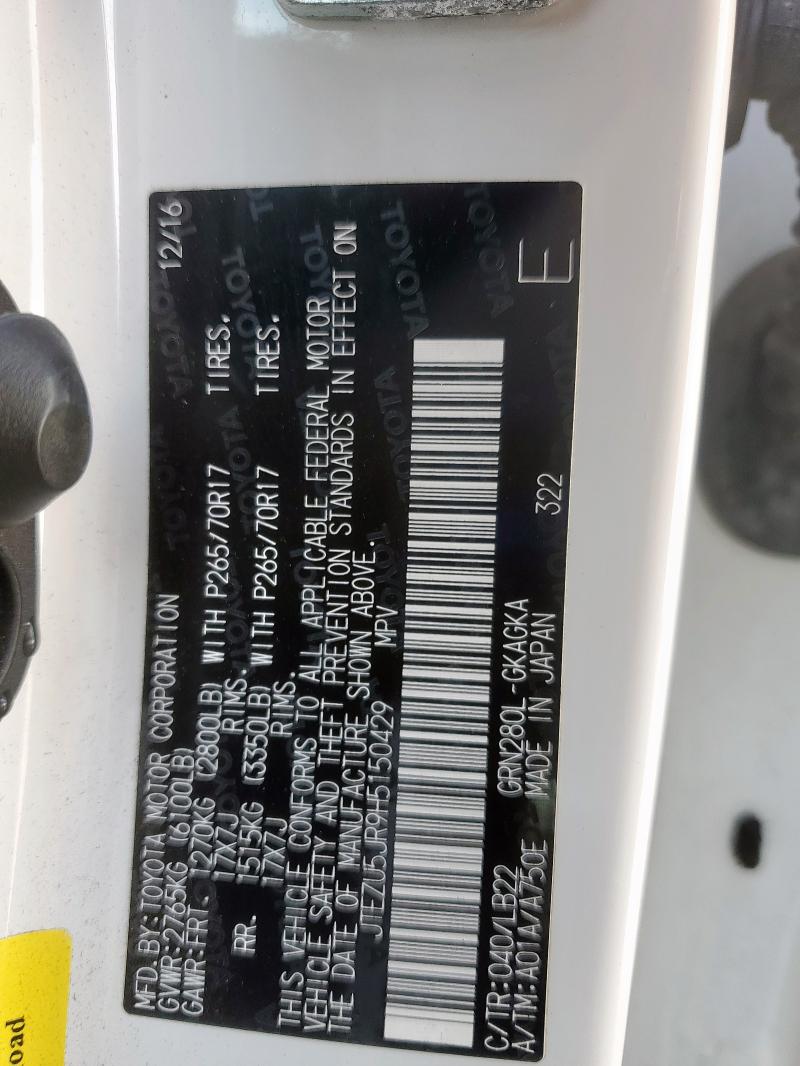 MFD.BY:TOYOTA MOTOR CORPORATION 12/16
GVWR:2765KG (6100LB)
GAWR:FRT. 1270KG (2800LB) WITH P265/70R17 TIRES.
17X7J RIMS.
RR. 1515KG (3350LB) WITH P265/70R17 TIRES.
17X7J RIMS.
THIS VEHICLE CONFORMS TO ALL APPLICABLE FEDERAL MOTOR
VEHICLE SAFETY AND THEFT PREVENTION STANDARDS IN EFFECT ON
THE DATE OF MANUFACTURE SHOWN ABOVE.
JTEZU5JR9H5150429 MPV
C/TR:040/LB22 GRN280L-GKAGKA 322 E
A/TM:A01A/A750E MADE IN JAPAN
oad